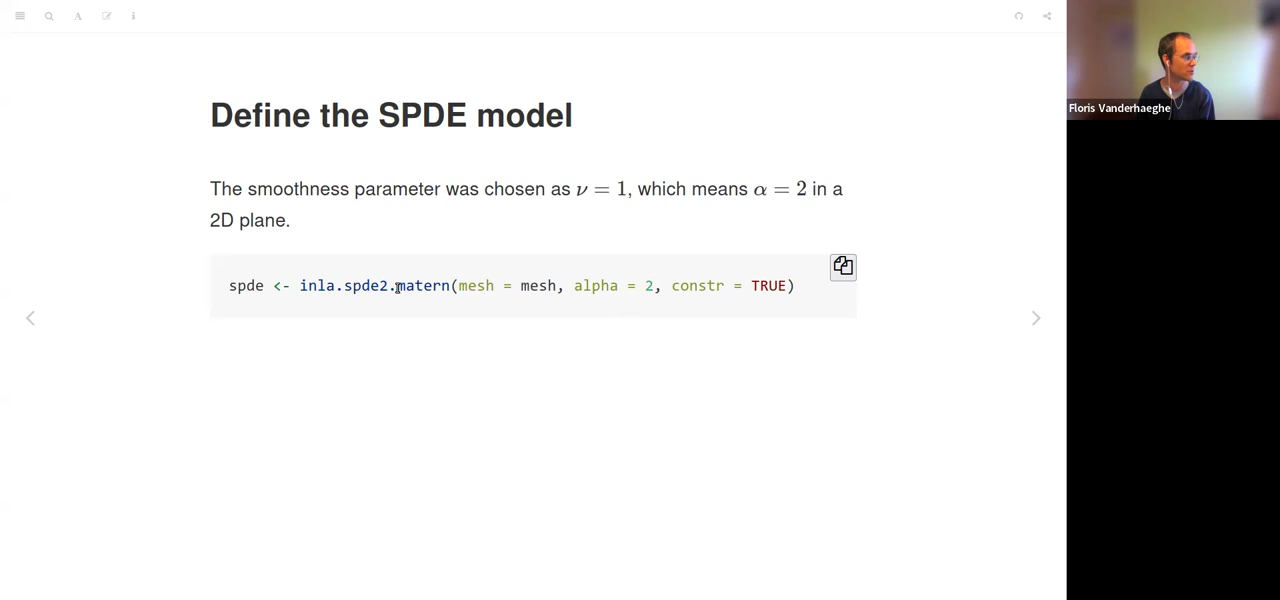 Define the SPDE model
The smoothness parameter was chosen as ν = 1, which means α = 2 in a
2D plane.
spde <- inla.spde2.matern(mesh = mesh, alpha = 2, constr = TRUE)
Floris Vanderhaeghe